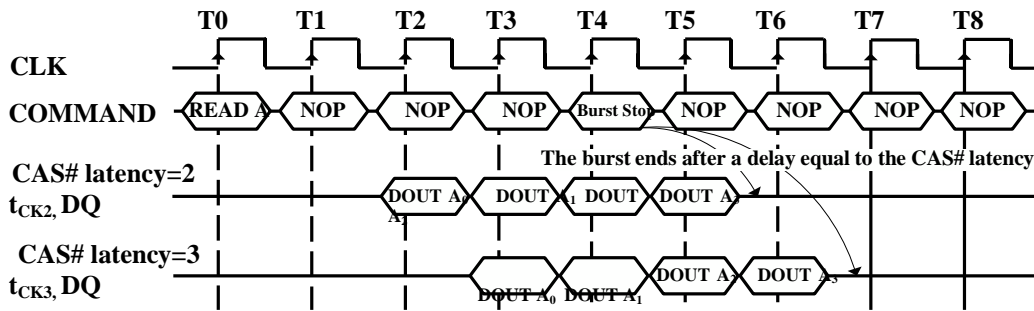 T0 T1 T2 T3 T4 T5 T6 T7 T8
CLK
COMMAND READ A NOP NOP NOP Burst Stop NOP NOP NOP NOP
The burst ends after a delay equal to the CAS# latency
CAS# latency=2
tCK2, DQ DOUT A0 DOUT A1 DOUT A2 DOUT A3
CAS# latency=3
tCK3, DQ DOUT A0 DOUT A1 DOUT A2 DOUT A3